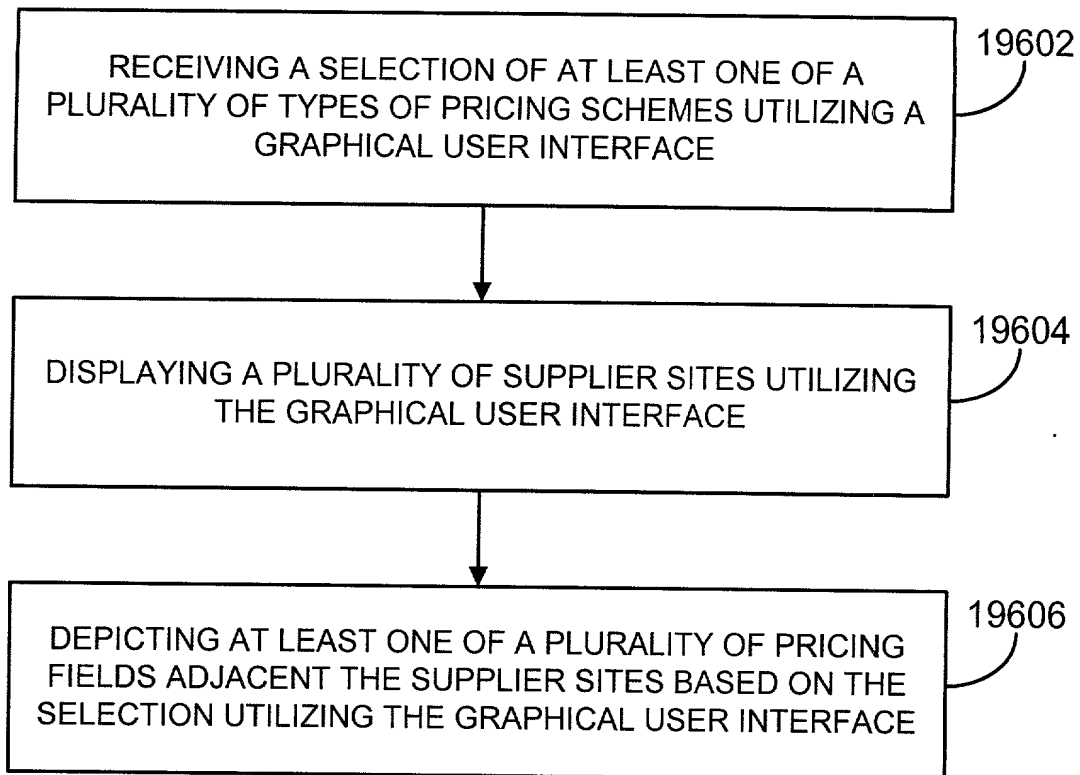 19602
RECEIVING A SELECTION OF AT LEAST ONE OF A
PLURALITY OF TYPES OF PRICING SCHEMES UTILIZING A
GRAPHICAL USER INTERFACE
19604
DISPLAYING A PLURALITY OF SUPPLIER SITES UTILIZING
THE GRAPHICAL USER INTERFACE
19606
DEPICTING AT LEAST ONE OF A PLURALITY OF PRICING
FIELDS ADJACENT THE SUPPLIER SITES BASED ON THE
SELECTION UTILIZING THE GRAPHICAL USER INTERFACE